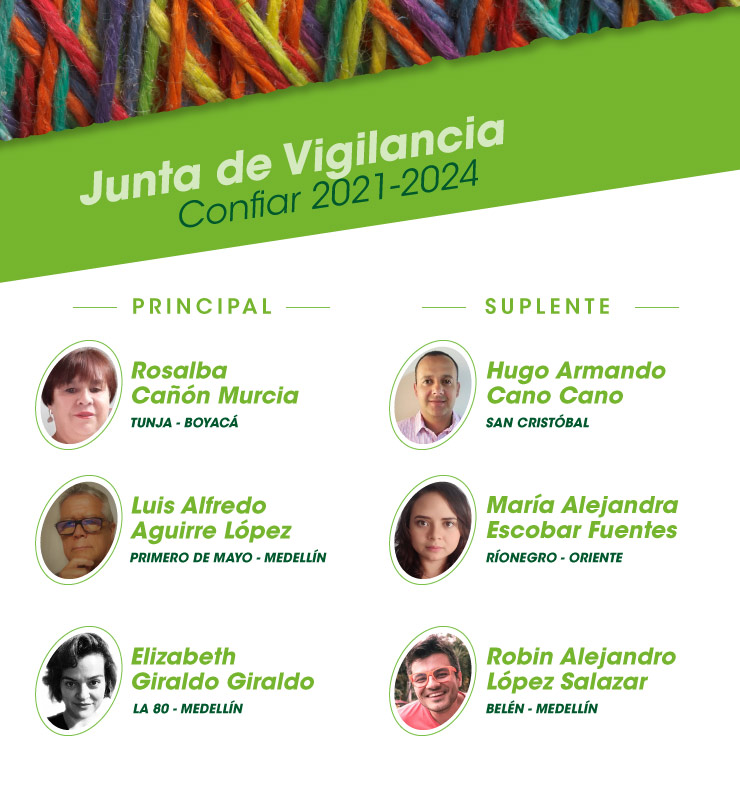 Junta de Vigilancia
Confiar 2021-2024
PRINCIPAL
Rosalba
Cañón Murcia
TUNJA - BOYACÁ
Luis Alfredo
Aguirre López
PRIMERO DE MAYO - MEDELLÍN
Elizabeth
Giraldo Giraldo
LA 80 - MEDELLÍN
SUPLENTE
Hugo Armando
Cano Cano
SAN CRISTÓBAL
María Alejandra
Escobar Fuentes
RÍONEGRO - ORIENTE
Robin Alejandro
López Salazar
BELÉN - MEDELLÍN